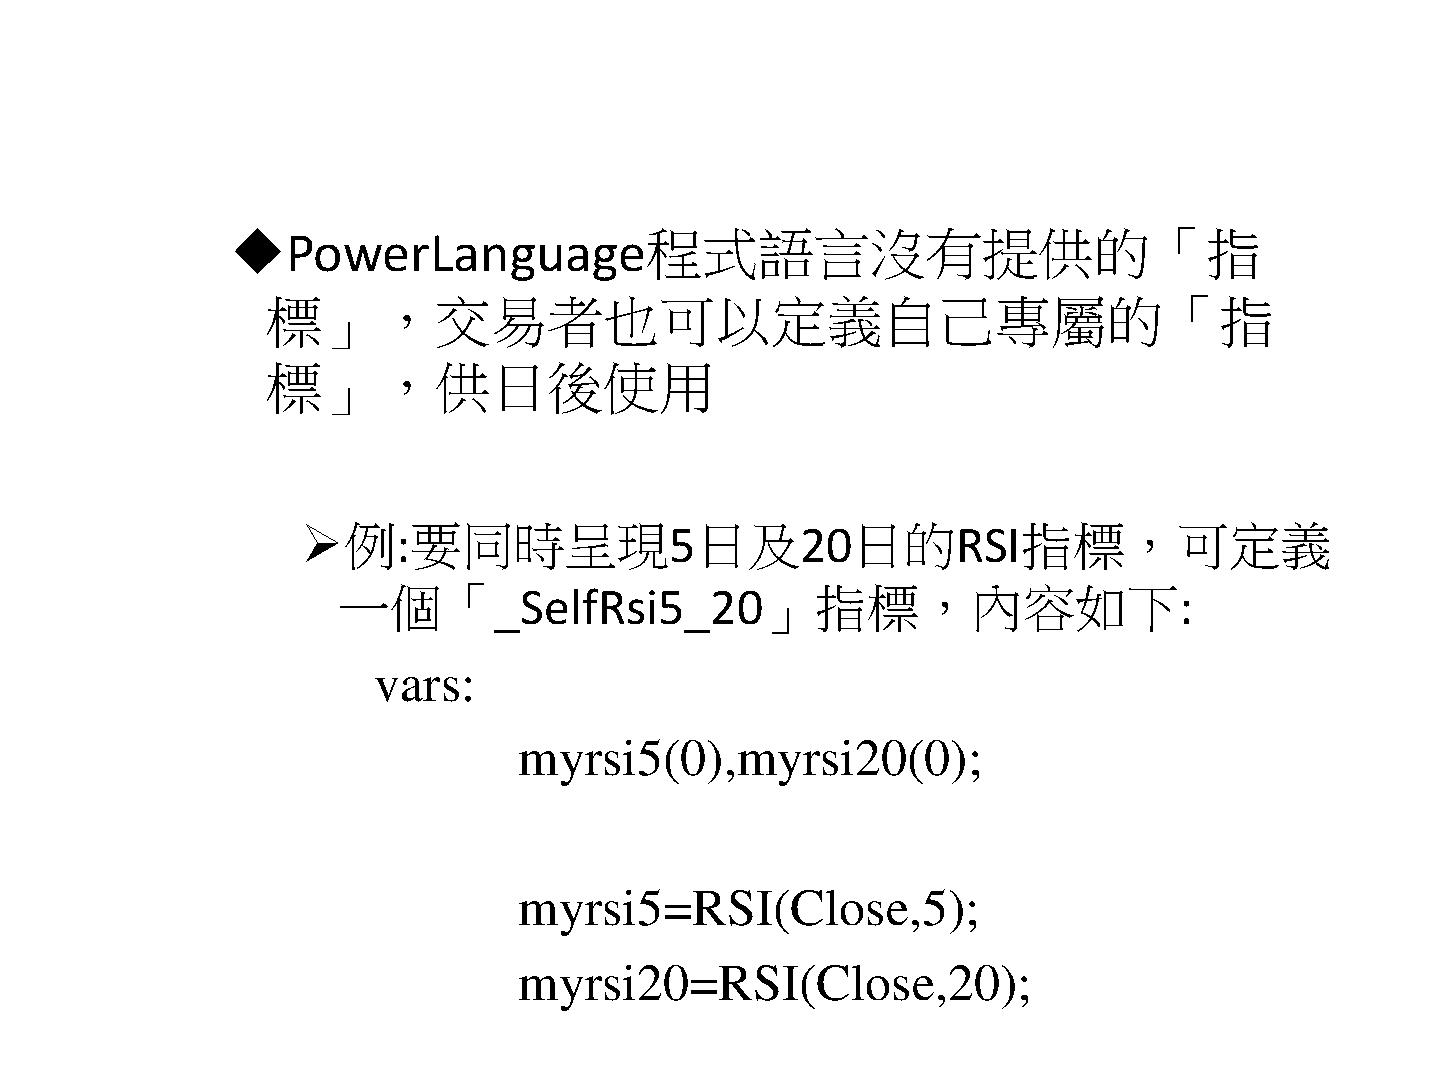 ◆PowerLanguage程式語言沒有提供的「指
標」，交易者也可以定義自己專屬的「指
標」，供日後使用
➢例:要同時呈現5日及20日的RSI指標，可定義
一個「_SelfRsi5_20」指標，內容如下:
vars:
myrsi5(0),myrsi20(0);
myrsi5=RSI(Close,5);
myrsi20=RSI(Close,20);